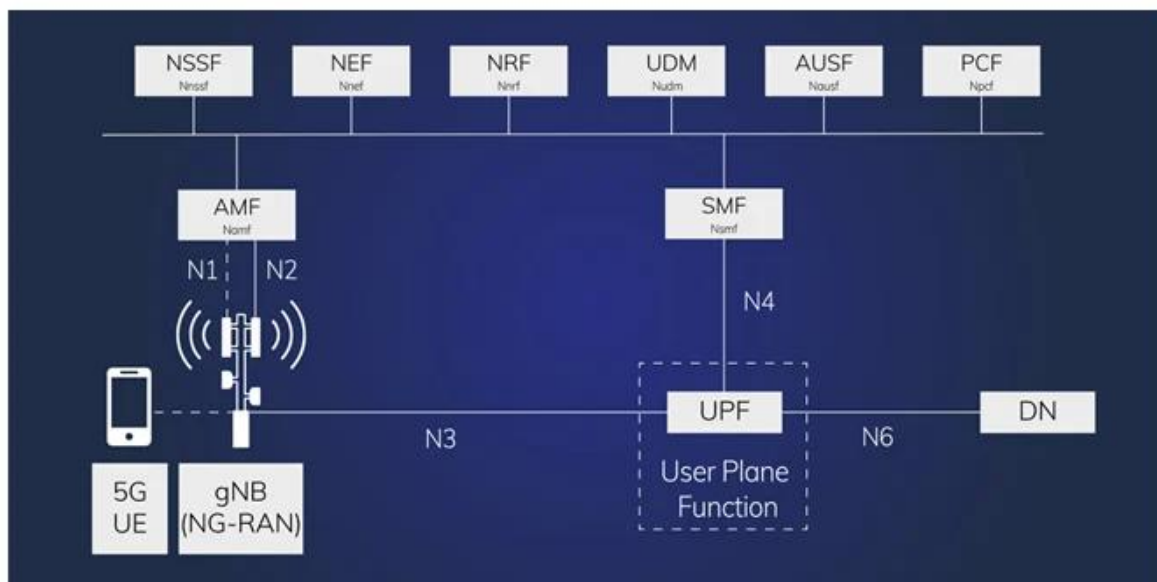 NSSF
Nnssf
NEF
Nnef
NRF
Nnrf
UDM
Nudm
AUSF
Nausf
PCF
Npcf
AMF
Namf
SMF
Nsmf
N1
N2
N4
UPF
DN
N3
N6
User Plane
Function
5G
UE
gNB
(NG-RAN)